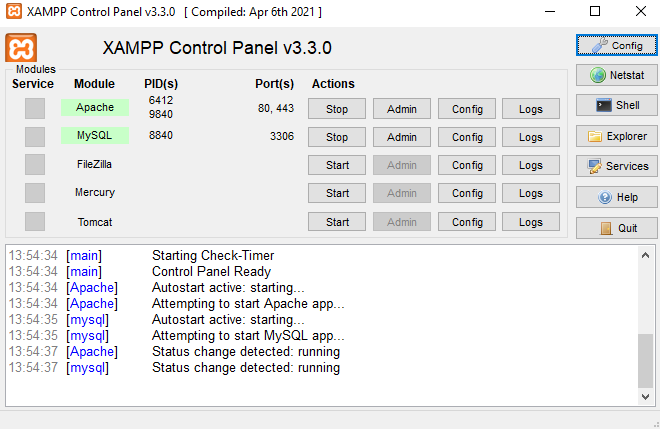 XAMPP Control Panel v3.3.0 [ Compiled: Apr 6th 2021 ]
XAMPP Control Panel v3.3.0
Config
Modules
Service Module PID(s) Port(s) Actions
Netstat
Apache 6412 9840 80, 443 Stop Admin Config Logs
Shell
MySQL 8840 3306 Stop Admin Config Logs
Explorer
FileZilla Start Admin Config Logs
Services
Mercury Start Admin Config Logs
Help
Tomcat Start Admin Config Logs
Quit
13:54:34 [main] Starting Check-Timer
13:54:34 [main] Control Panel Ready
13:54:34 [Apache] Autostart active: starting...
13:54:34 [Apache] Attempting to start Apache app...
13:54:35 [mysql] Autostart active: starting...
13:54:35 [mysql] Attempting to start MySQL app...
13:54:37 [Apache] Status change detected: running
13:54:37 [mysql] Status change detected: running